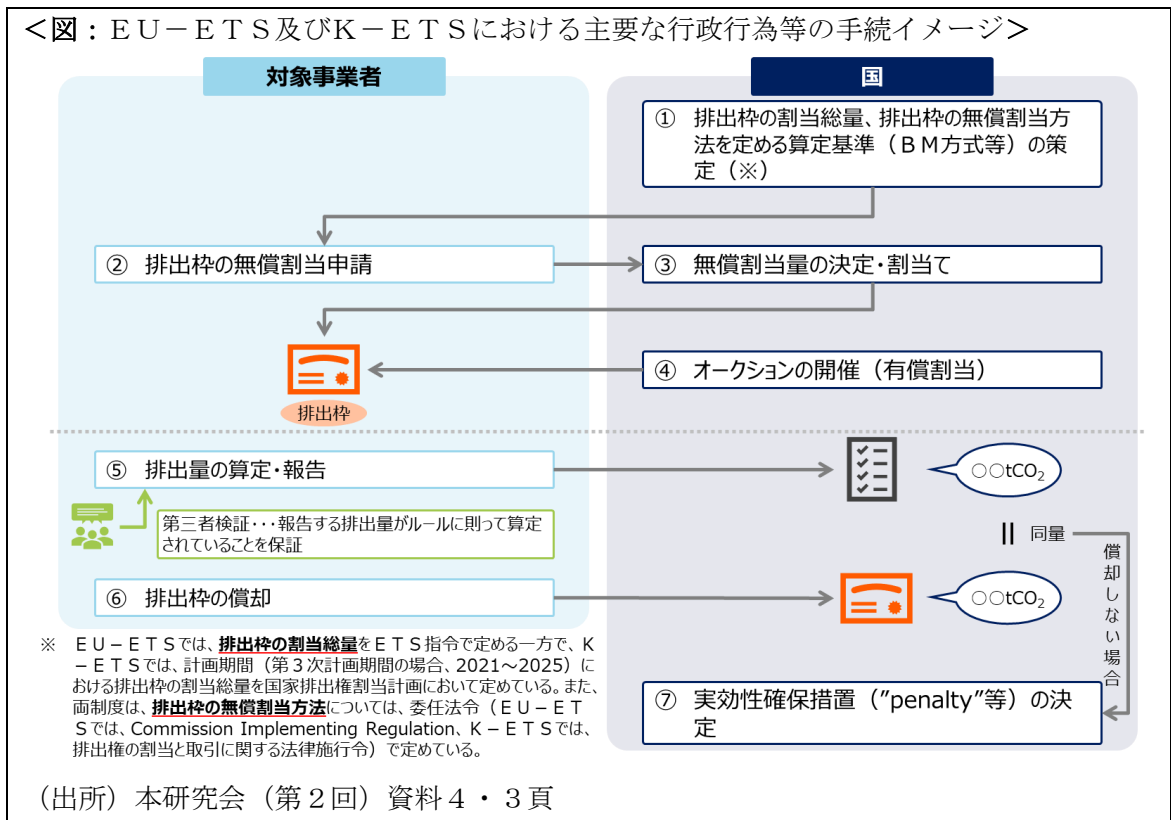 ＜図：ＥＵ－ＥＴＳ及びＫ－ＥＴＳにおける主要な行政行為等の手続イメージ＞
対象事業者
国
① 排出枠の割当総量、排出枠の無償割当方
法を定める算定基準（ＢＭ方式等）の策
定（※）
② 排出枠の無償割当申請
③ 無償割当量の決定・割当て
④ オークションの開催（有償割当）
排出枠
⑤ 排出量の算定・報告
○○tCO₂
第三者検証・・・報告する排出量がルールに則って算定
されていることを保証
同量
償却しない場合
⑥ 排出枠の償却
○○tCO₂
※ ＥＵ－ＥＴＳでは、排出枠の割当総量をＥＴＳ指令で定める一方で、Ｋ
－ＥＴＳでは、計画期間（第３次計画期間の場合、2021～2025）に
おける排出枠の割当総量を国家排出権割当計画において定めている。また、
両制度は、排出枠の無償割当方法については、委任法令（ＥＵ－ＥＴ
Ｓでは、Commission Implementing Regulation、Ｋ－ＥＴＳでは、
排出権の割当と取引に関する法律施行令）で定めている。
⑦ 実効性確保措置（”penalty”等）の決
定
（出所）本研究会（第２回）資料４・３頁